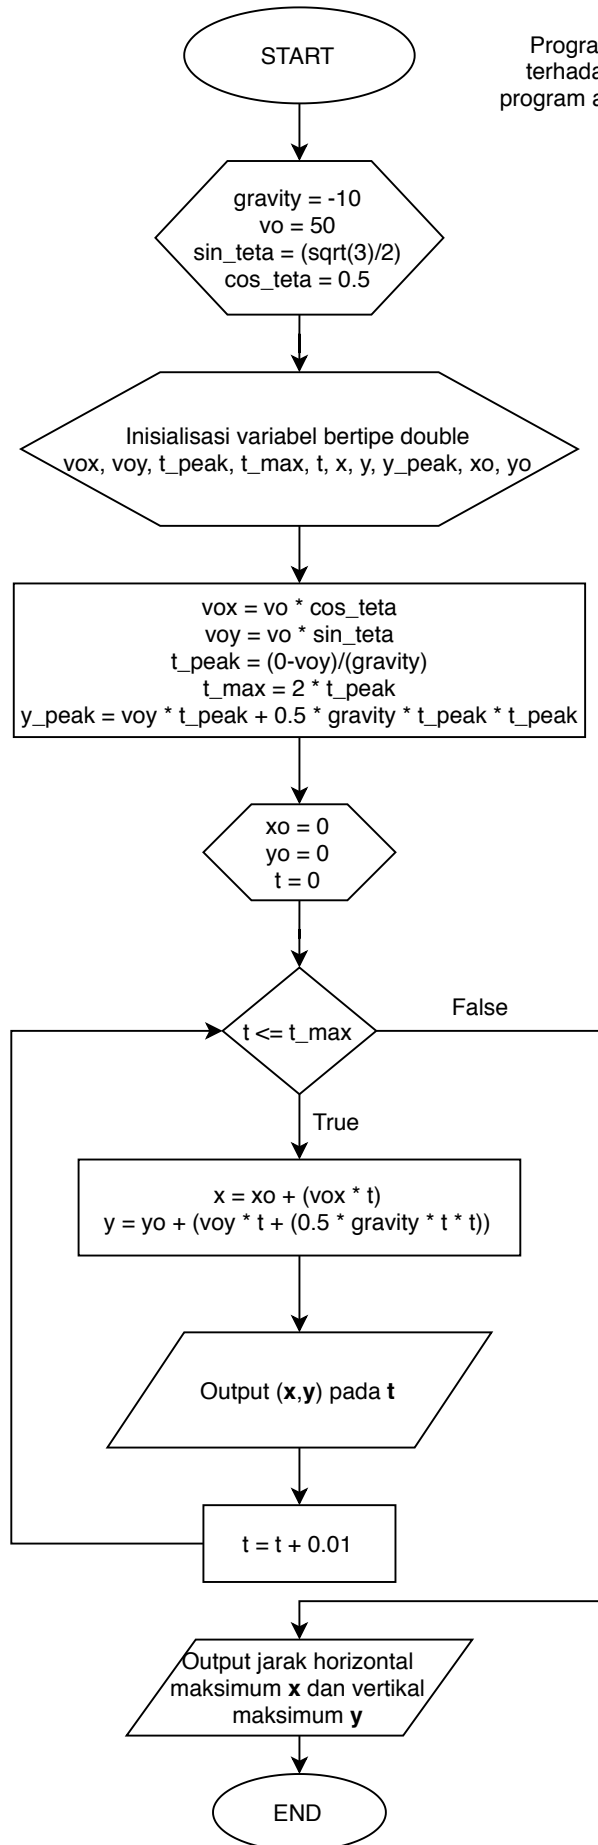 START
Progra
terhada
program a
gravity = -10
vo = 50
sin_teta = (sqrt(3)/2)
cos_teta = 0.5
Inisialisasi variabel bertipe double
vox, voy, t_peak, t_max, t, x, y, y_peak, xo, yo
vox = vo * cos_teta
voy = vo * sin_teta
t_peak = (0-voy)/(gravity)
t_max = 2 * t_peak
y_peak = voy * t_peak + 0.5 * gravity * t_peak * t_peak
xo = 0
yo = 0
t = 0
t <= t_max
False
True
x = xo + (vox * t)
y = yo + (voy * t + (0.5 * gravity * t * t))
Output (x,y) pada t
t = t + 0.01
Output jarak horizontal
maksimum x dan vertikal
maksimum y
END